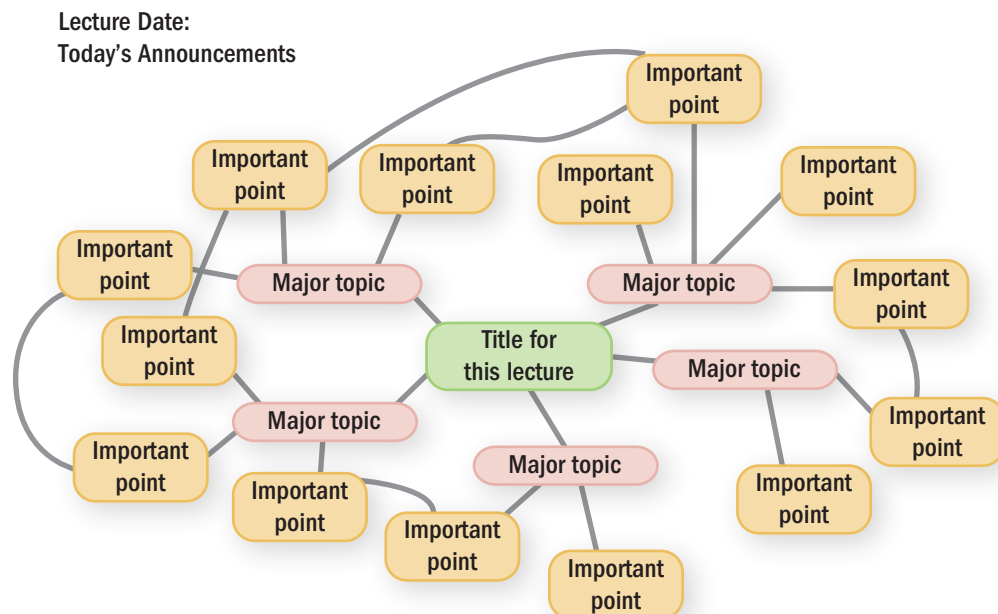 Lecture Date:
Today's Announcements
Important
point
Important
point
Important
point
Important
point
Important
point
Important
point
Major topic
Major topic
Important
point
Important
point
Title for
this lecture
Major topic
Important
point
Major topic
Important
point
Major topic
Important
point
Important
point
Important
point
Important
point